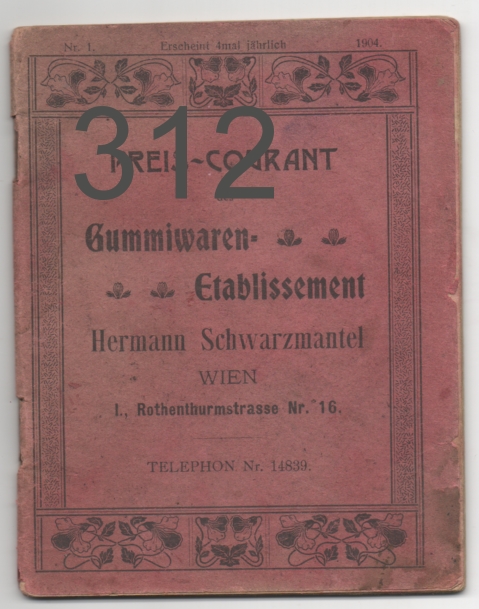 Nr. 1. Erscheint 4mal jährlich 1904.
312
PREIS-COURANT
Gummiwaren-
Etablissement
Hermann Schwarzmantel
WIEN
I., Rothenthurmstrasse Nr. 16.
TELEPHON Nr. 14839.